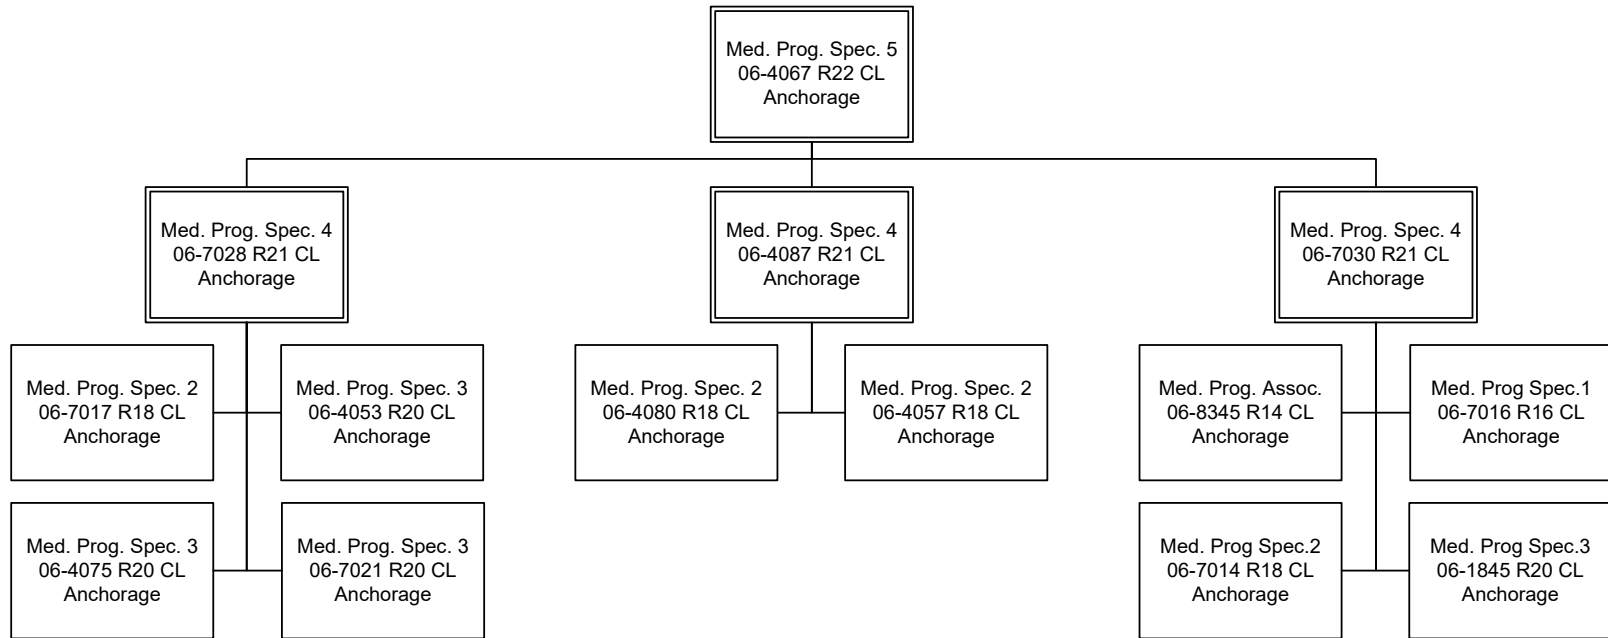 Med. Prog. Spec. 5
06-4067 R22 CL
Anchorage
Med. Prog. Spec. 4
06-7028 R21 CL
Anchorage
Med. Prog. Spec. 4
06-4087 R21 CL
Anchorage
Med. Prog. Spec. 4
06-7030 R21 CL
Anchorage
Med. Prog. Spec. 2
06-7017 R18 CL
Anchorage
Med. Prog. Spec. 3
06-4053 R20 CL
Anchorage
Med. Prog. Spec. 2
06-4080 R18 CL
Anchorage
Med. Prog. Spec. 2
06-4057 R18 CL
Anchorage
Med. Prog. Assoc.
06-8345 R14 CL
Anchorage
Med. Prog Spec.1
06-7016 R16 CL
Anchorage
Med. Prog. Spec. 3
06-4075 R20 CL
Anchorage
Med. Prog. Spec. 3
06-7021 R20 CL
Anchorage
Med. Prog Spec.2
06-7014 R18 CL
Anchorage
Med. Prog Spec.3
06-1845 R20 CL
Anchorage